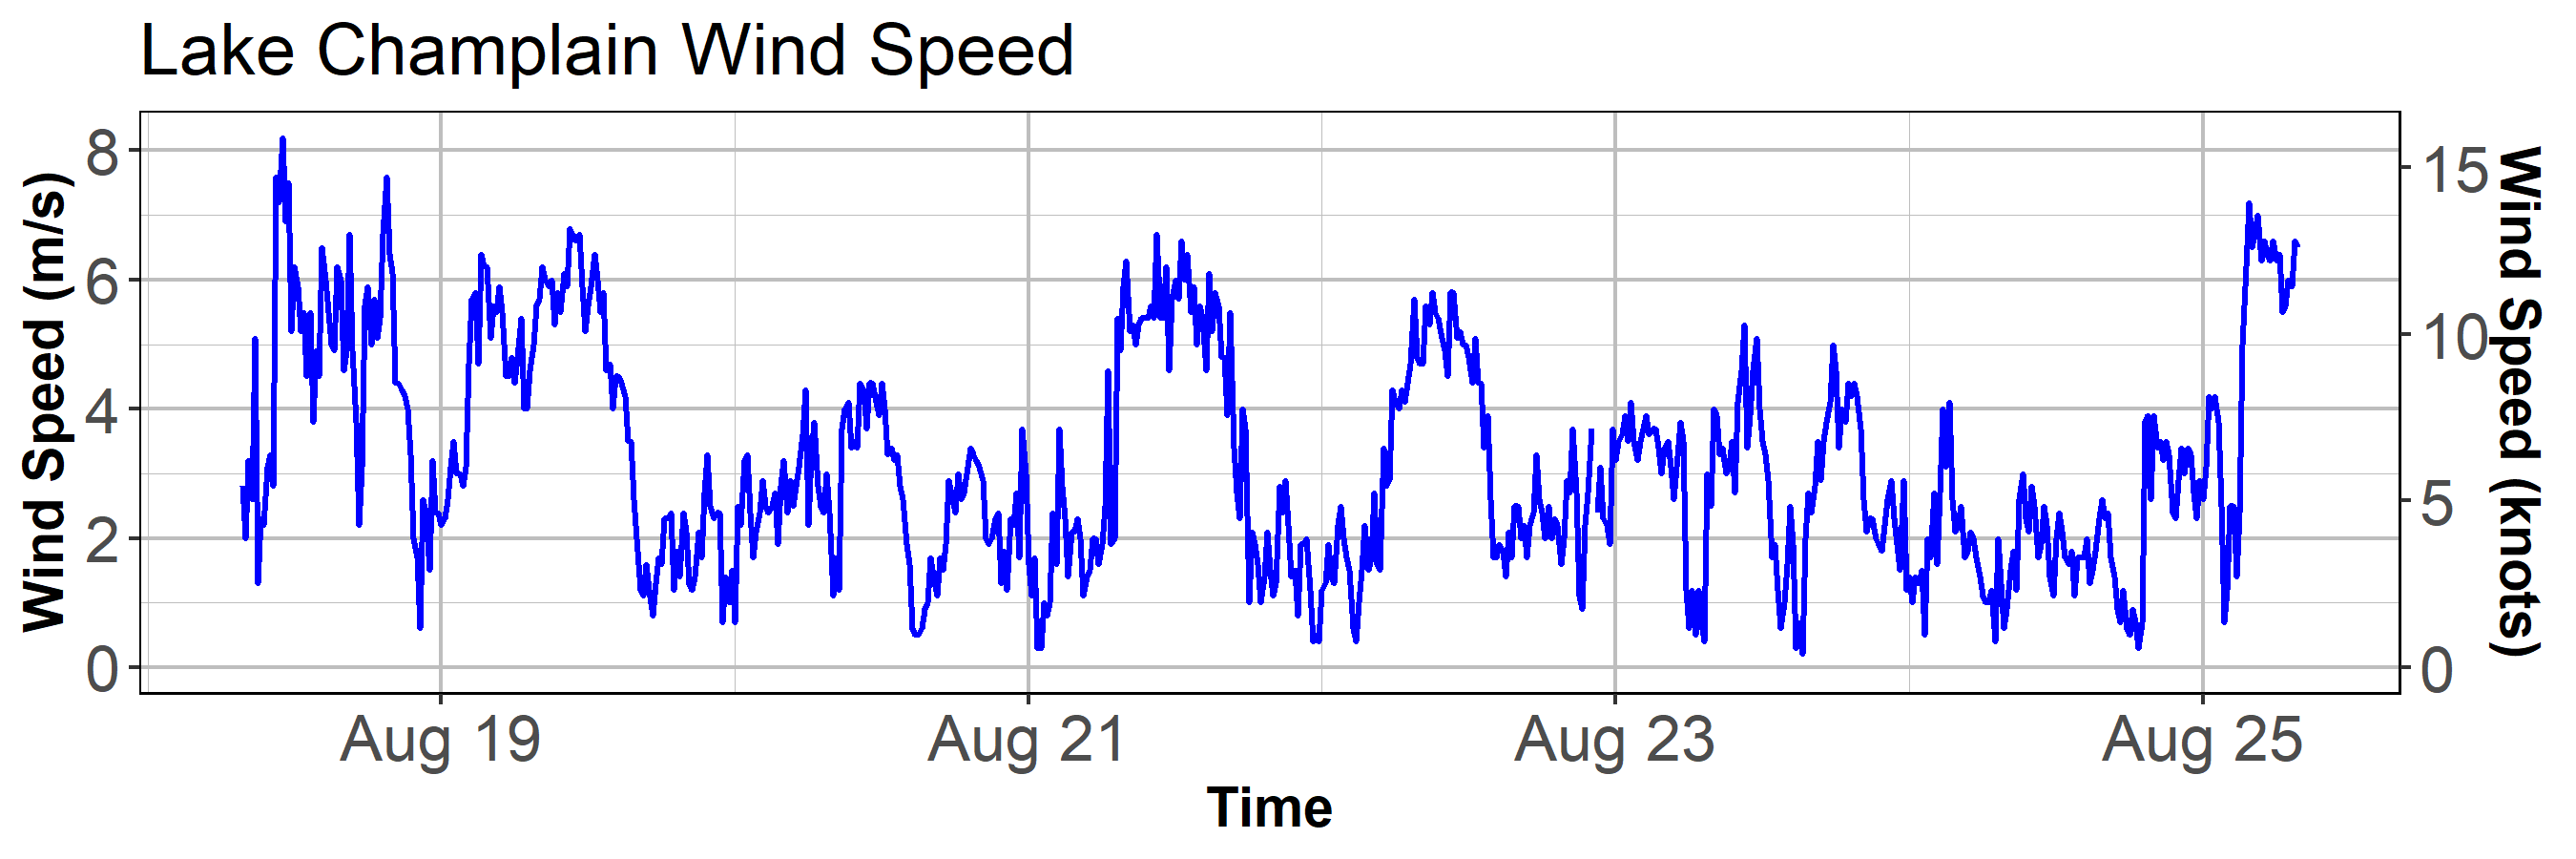 Lake Champlain Wind Speed
Wind Speed (m/s)
8
6
4
2
0
15
10
5
0
Wind Speed (knots)
Aug 19
Aug 21
Aug 23
Aug 25
Time